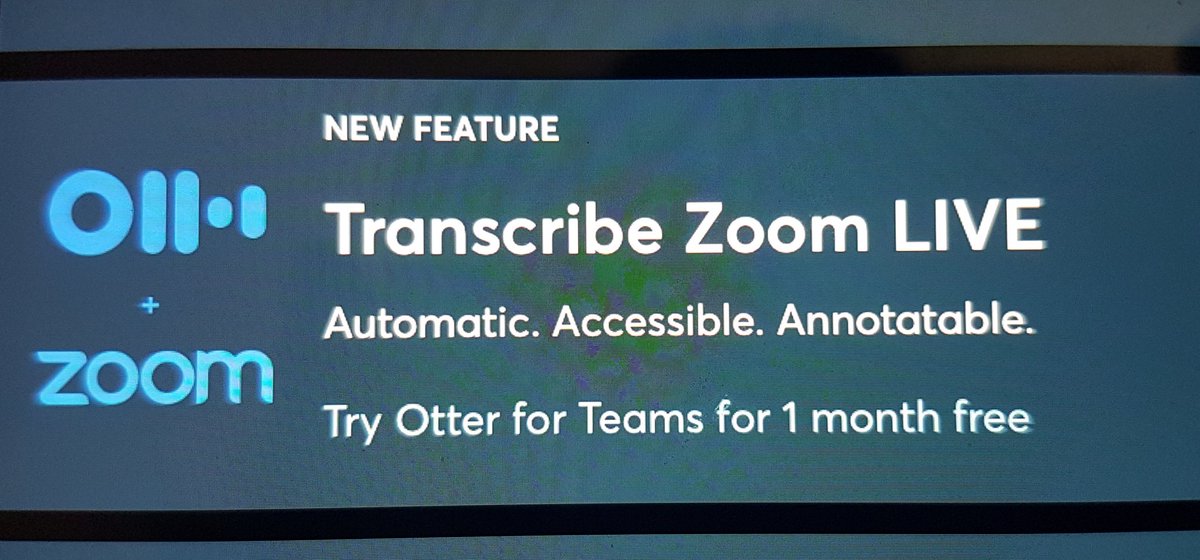 NEW FEATURE
Transcribe Zoom LIVE
Automatic. Accessible. Annotatable.
Try Otter for Teams for 1 month free
+
zoom